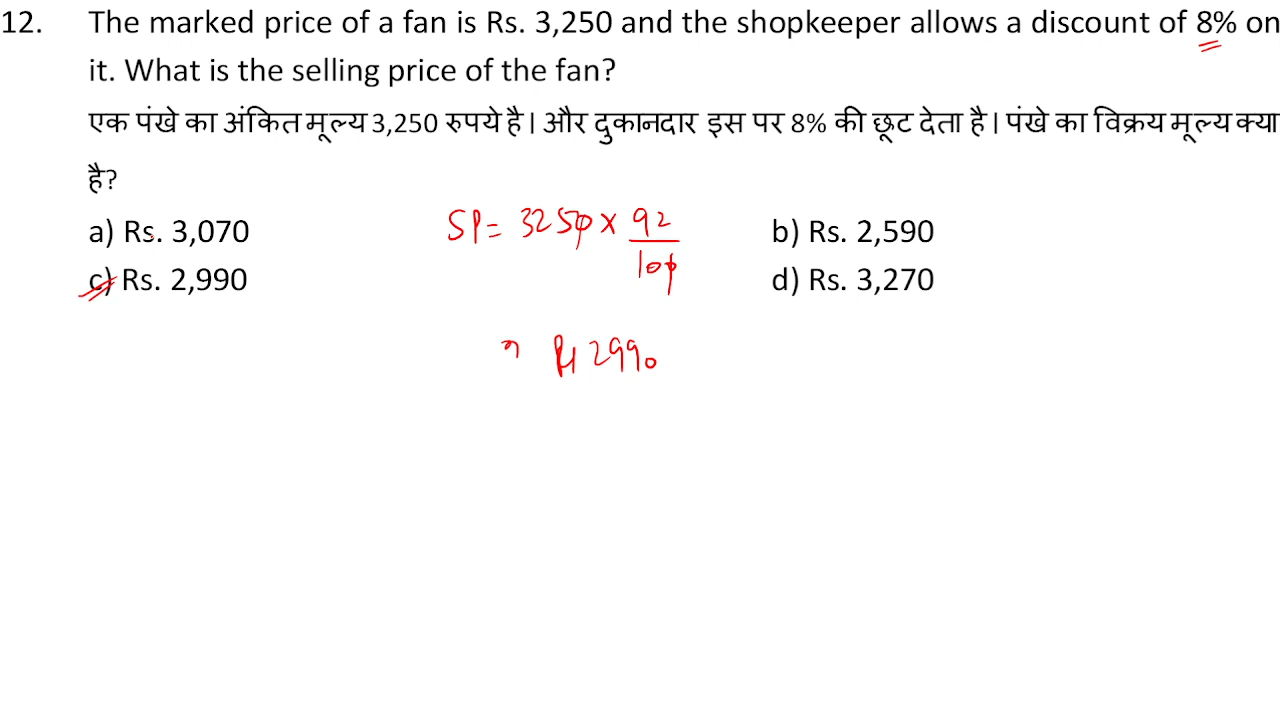 12. The marked price of a fan is Rs. 3,250 and the shopkeeper allows a discount of 8% on
it. What is the selling price of the fan?
एक पंखे का अंकित मूल्य 3,250 रुपये है। और दुकानदार इस पर 8% की छूट देता है। पंखे का विक्रय मूल्य क्या
है?
a) Rs. 3,070 b) Rs. 2,590
c) Rs. 2,990 d) Rs. 3,270
SP = 3250 × 92/100
= Rs 2990